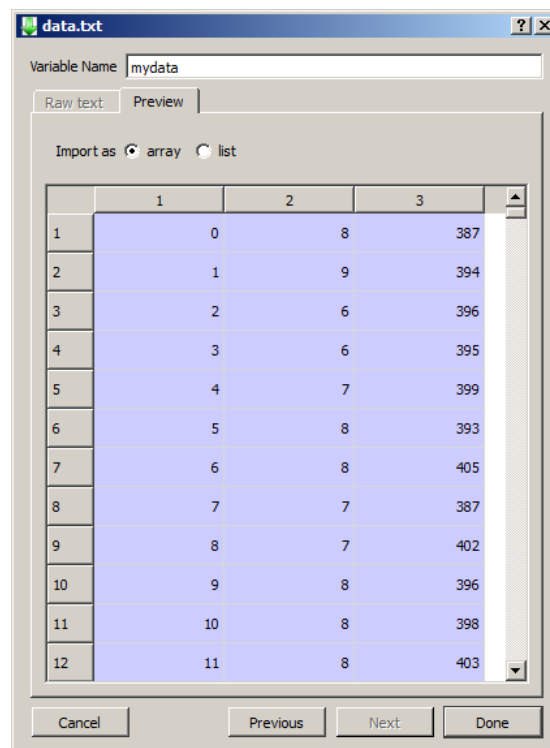 data.txt
Variable Name mydata
Raw text Preview
Import as array list
1 2 3
1 0 8 387
2 1 9 394
3 2 6 396
4 3 6 395
5 4 7 399
6 5 8 393
7 6 8 405
8 7 7 387
9 8 7 402
10 9 8 396
11 10 8 398
12 11 8 403
Cancel Previous Next Done